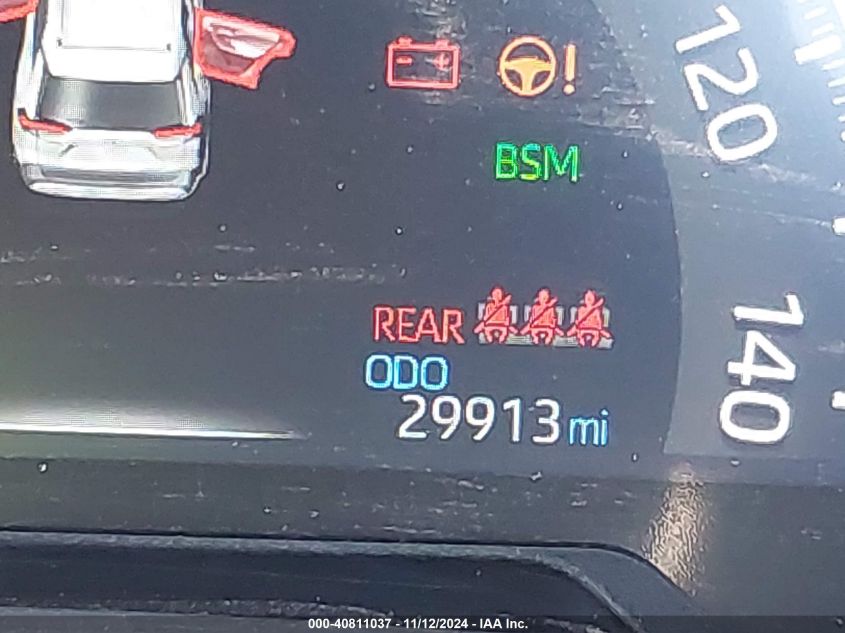 120
BSM
REAR
140
ODO
29913 mi
000-40811037 - 11/12/2024 - IAA Inc.